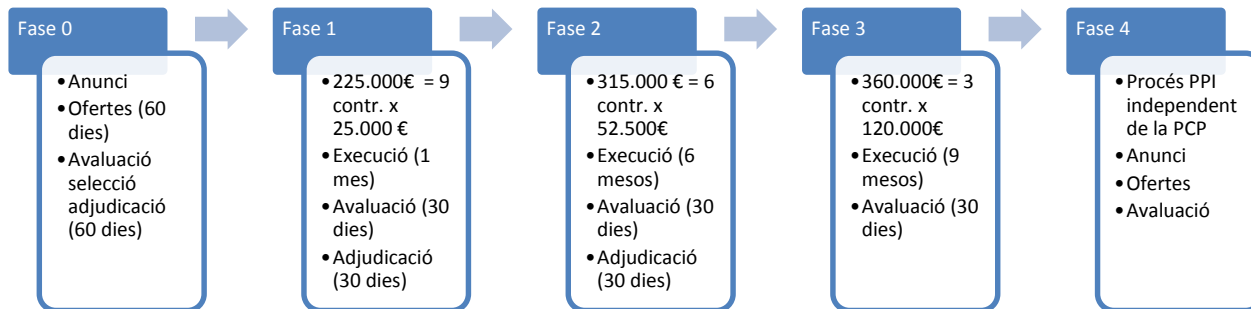 Fase 0
•Anunci
•Ofertes (60
dies)
•Avaluació
selecció
adjudicació
(60 dies)
Fase 1
•225.000€ = 9
contr. x
25.000 €
•Execució (1
mes)
•Avaluació (30
dies)
•Adjudicació
(30 dies)
Fase 2
•315.000 € = 6
contr. x
52.500€
•Execució (6
mesos)
•Avaluació (30
dies)
•Adjudicació
(30 dies)
Fase 3
•360.000€ = 3
contr. x
120.000€
•Execució (9
mesos)
•Avaluació (30
dies)
Fase 4
•Procés PPI
independent
de la PCP
•Anunci
•Ofertes
•Avaluació